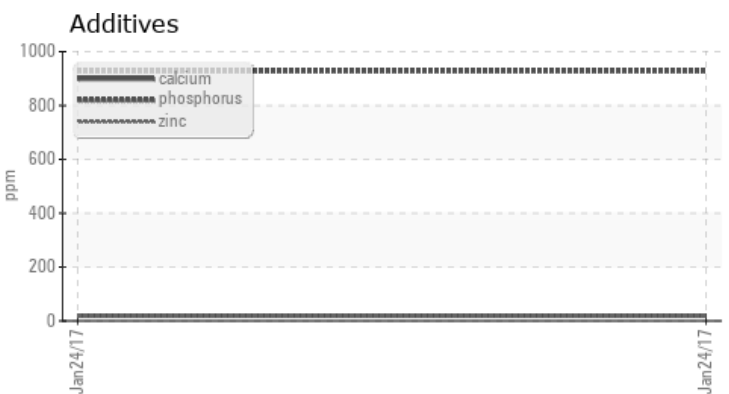 Additives
1000
800
600
400
200
0
ppm
calcium
phosphorus
zinc
Jan24/17
Jan24/17